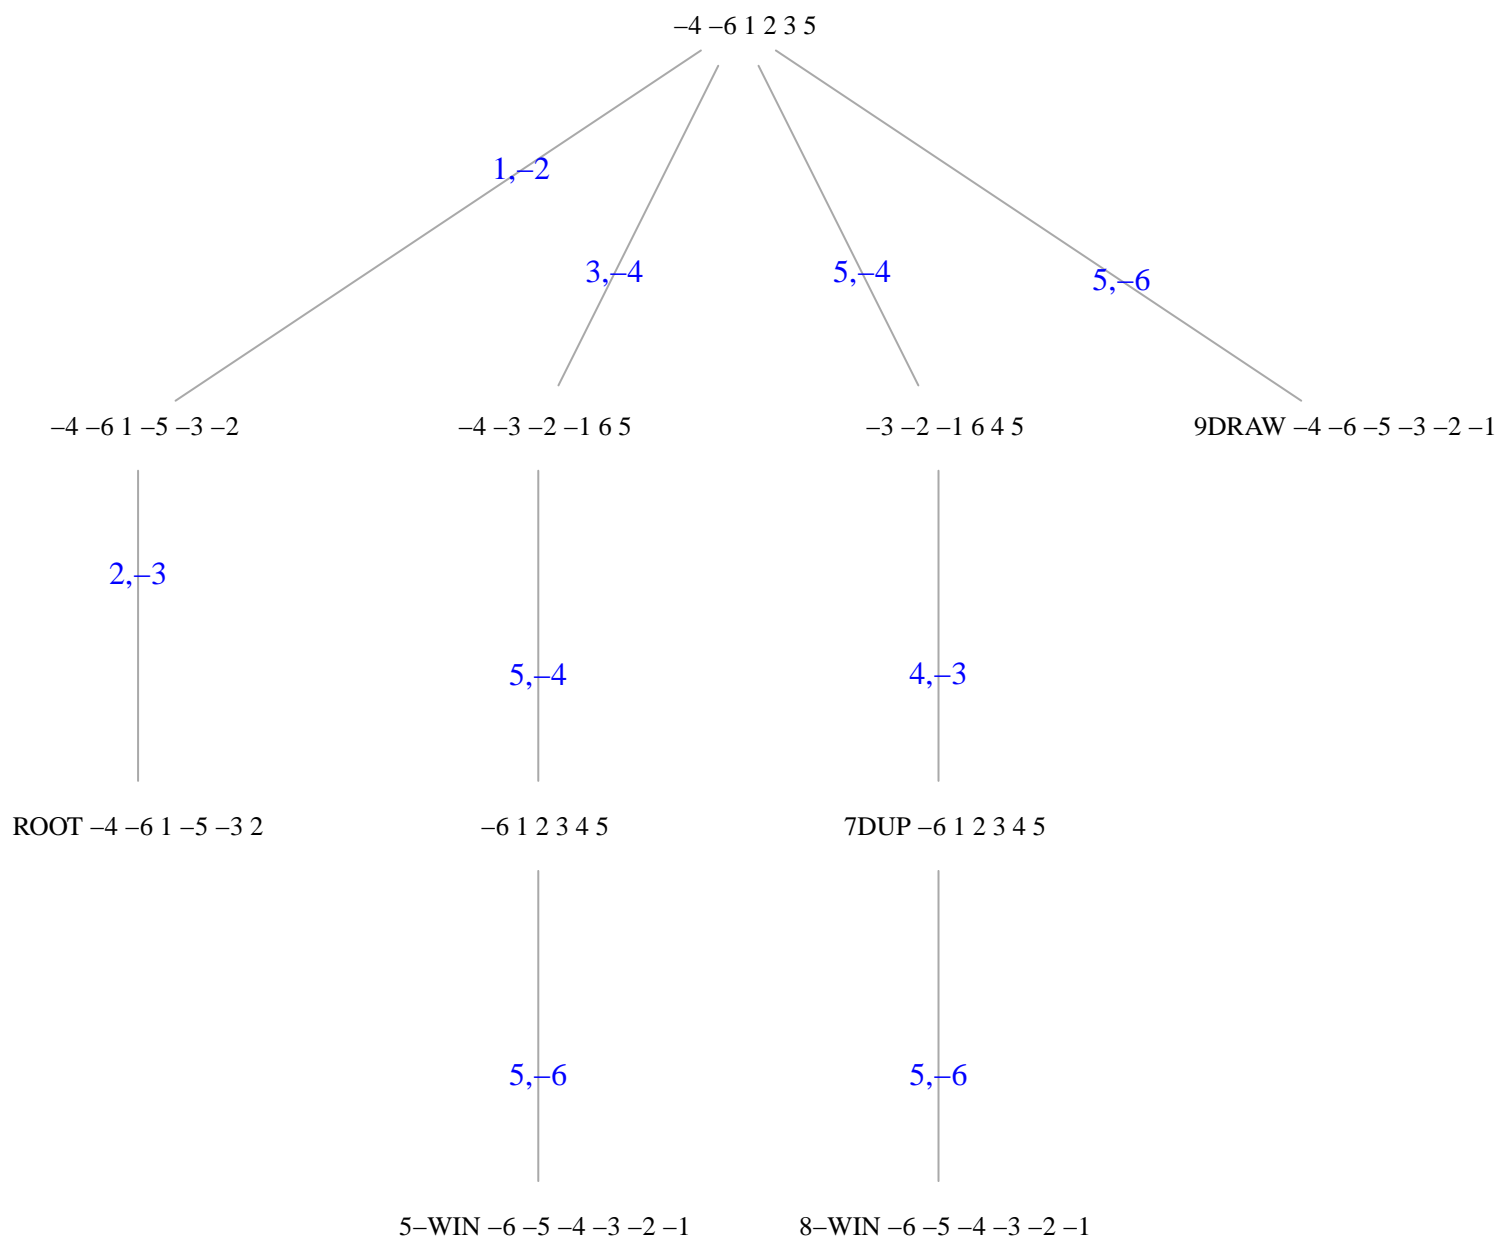 –4 –6 1 2 3 5
1,–2
3,–4
5,–4
5,–6
–4 –6 1 –5 –3 –2
–4 –3 –2 –1 6 5
–3 –2 –1 6 4 5
9DRAW –4 –6 –5 –3 –2 –1
2,–3
5,–4
4,–3
ROOT –4 –6 1 –5 –3 2
–6 1 2 3 4 5
7DUP –6 1 2 3 4 5
5,–6
5,–6
5–WIN –6 –5 –4 –3 –2 –1
8–WIN –6 –5 –4 –3 –2 –1